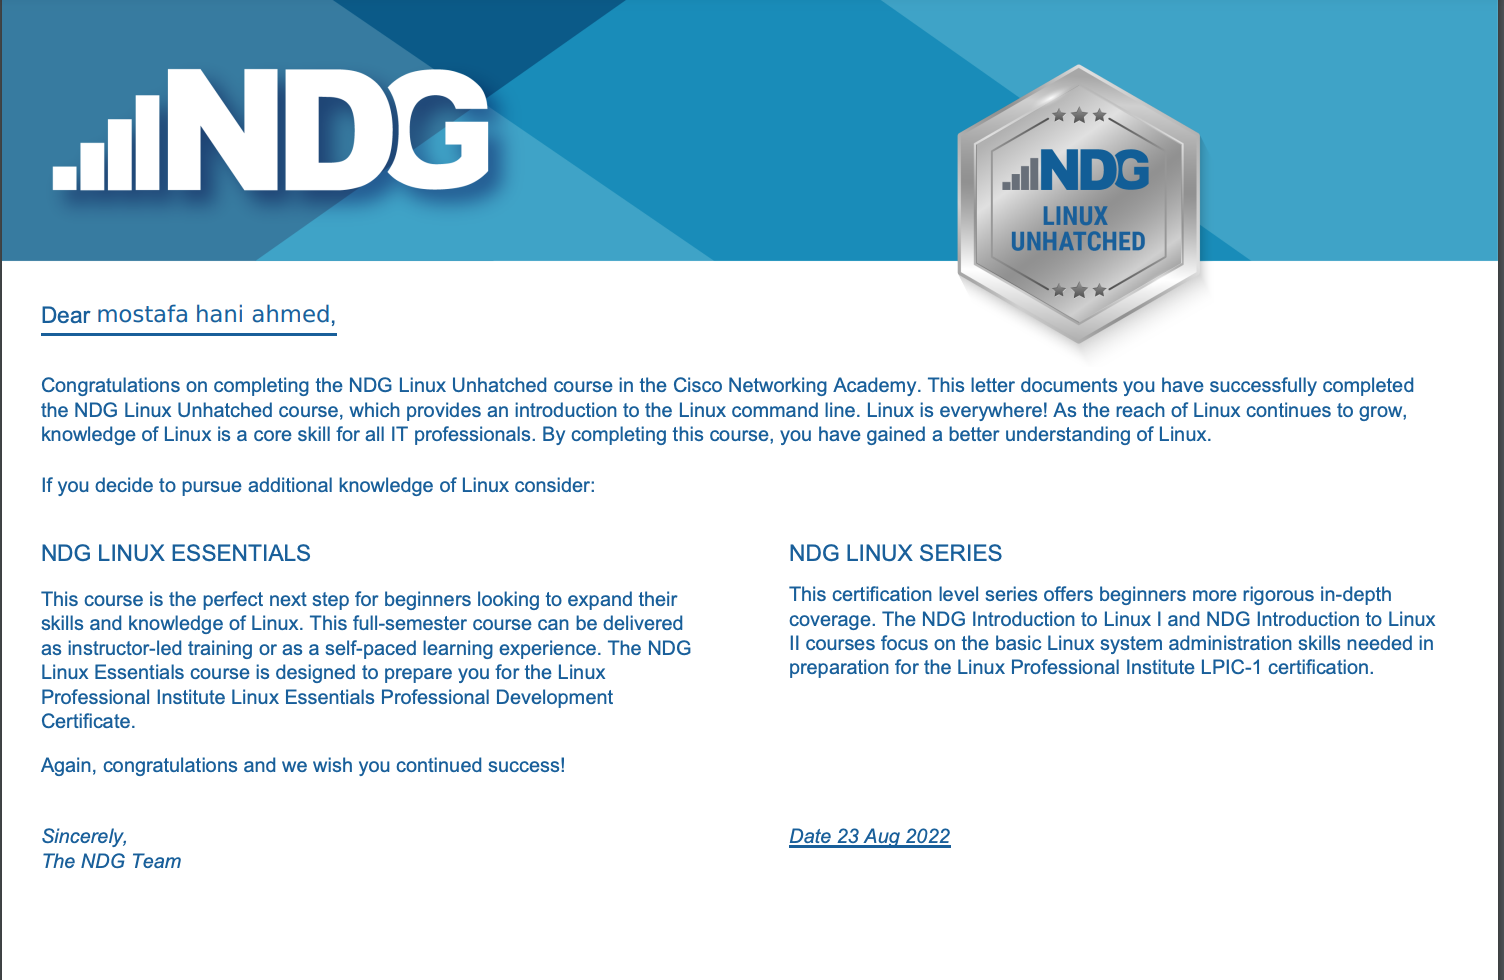 NDG
NDG
LINUX
UNHATCHED
Dear mostafa hani ahmed,
Congratulations on completing the NDG Linux Unhatched course in the Cisco Networking Academy. This letter documents you have successfully completed
the NDG Linux Unhatched course, which provides an introduction to the Linux command line. Linux is everywhere! As the reach of Linux continues to grow,
knowledge of Linux is a core skill for all IT professionals. By completing this course, you have gained a better understanding of Linux.
If you decide to pursue additional knowledge of Linux consider:
NDG LINUX ESSENTIALS
This course is the perfect next step for beginners looking to expand their
skills and knowledge of Linux. This full-semester course can be delivered
as instructor-led training or as a self-paced learning experience. The NDG
Linux Essentials course is designed to prepare you for the Linux
Professional Institute Linux Essentials Professional Development
Certificate.
Again, congratulations and we wish you continued success!
NDG LINUX SERIES
This certification level series offers beginners more rigorous in-depth
coverage. The NDG Introduction to Linux I and NDG Introduction to Linux
II courses focus on the basic Linux system administration skills needed in
preparation for the Linux Professional Institute LPIC-1 certification.
Sincerely,
The NDG Team
Date 23 Aug 2022